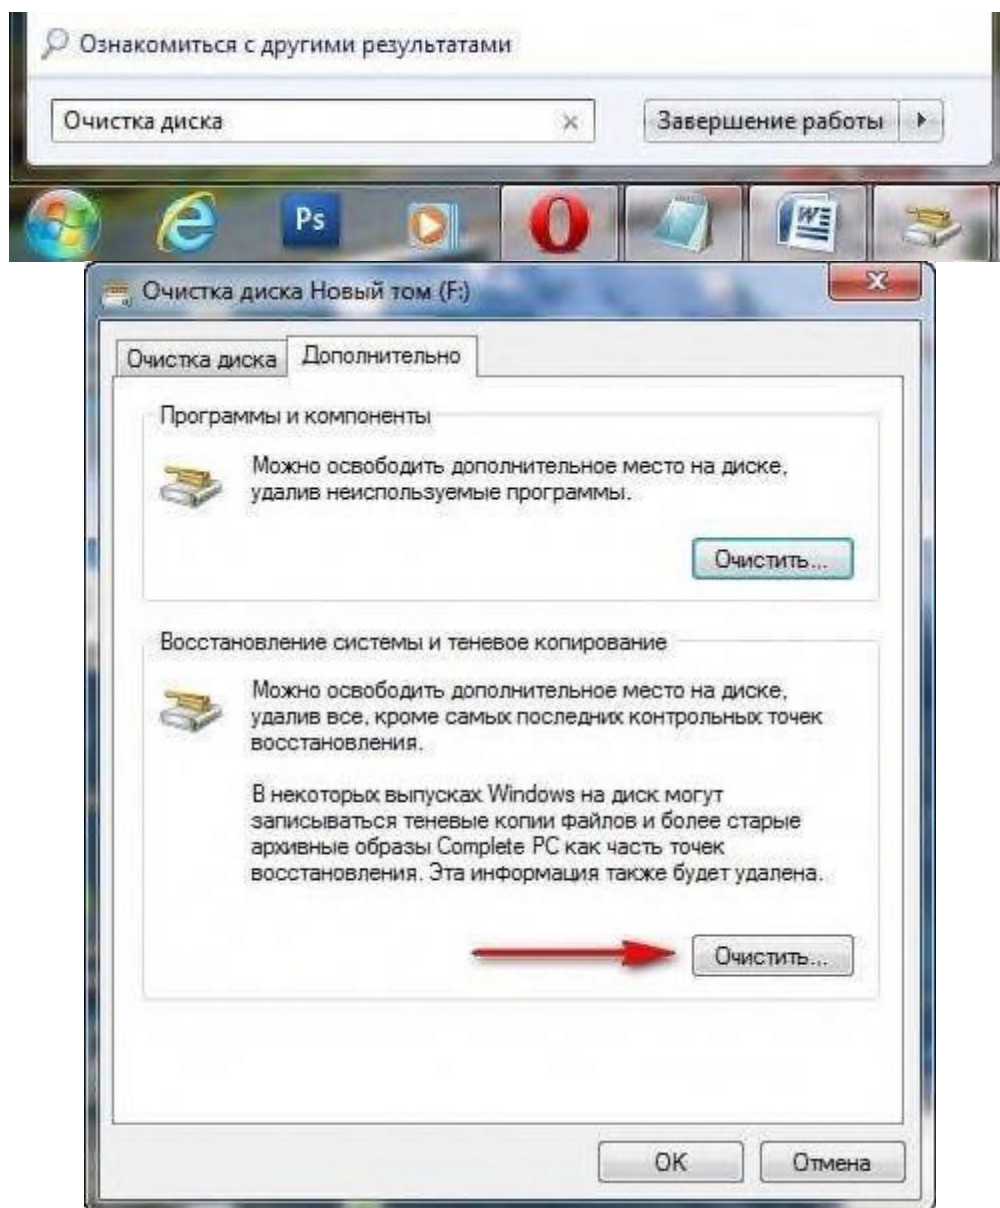 Ознакомиться с другими результатами
Очистка диска
Завершение работы
Ps
W
Очистка диска Новый том (F:)
Очистка диска
Дополнительно
Программы и компоненты
Можно освободить дополнительное место на диске,
удалив неиспользуемые программы.
Очистить...
Восстановление системы и теневое копирование
Можно освободить дополнительное место на диске,
удалив все, кроме самых последних контрольных точек
восстановления.
В некоторых выпусках Windows на диск могут
записываться теневые копии файлов и более старые
архивные образы Complete PC как часть точек
восстановления. Эта информация также будет удалена.
Очистить...
OK
Отмена